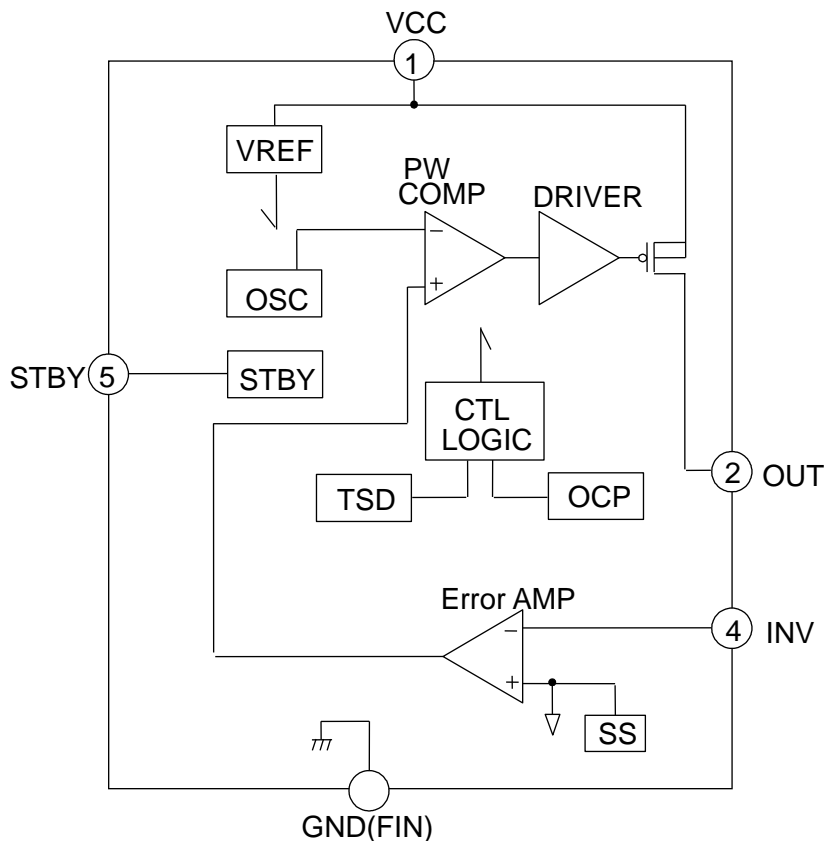 VCC
1
VREF
PW
COMP
DRIVER
−
+
OSC
STBY
5
STBY
CTL
LOGIC
TSD
OCP
2
OUT
Error AMP
−
+
4
INV
SS
GND(FIN)